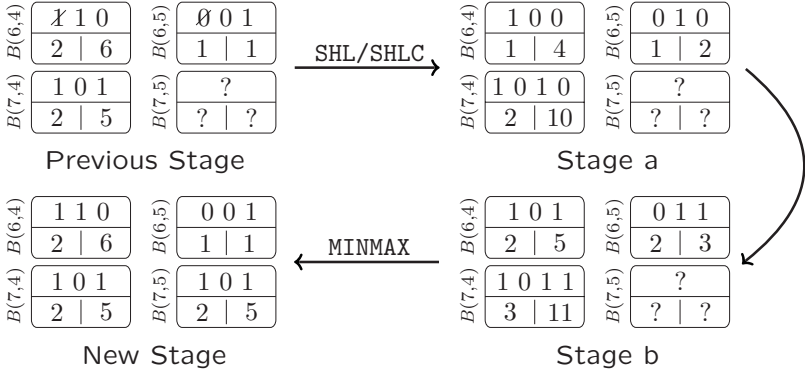 B(6,4) 1 1 0 B(6,5) 0 0 1
2 | 6 1 | 1
B(7,4) 1 0 1 B(7,5) ?
2 | 5 ? | ?
Previous Stage
SHL/SHLC
B(6,4) 1 0 0 B(6,5) 0 1 0
1 | 4 1 | 2
B(7,4) 1 0 1 0 B(7,5) ?
2 | 10 ? | ?
Stage a
B(6,4) 1 1 0 B(6,5) 0 0 1
2 | 6 1 | 1
B(7,4) 1 0 1 B(7,5) 1 0 1
2 | 5 2 | 5
New Stage
MINMAX
B(6,4) 1 0 1 B(6,5) 0 1 1
2 | 5 2 | 3
B(7,4) 1 0 1 1 B(7,5) ?
3 | 11 ? | ?
Stage b